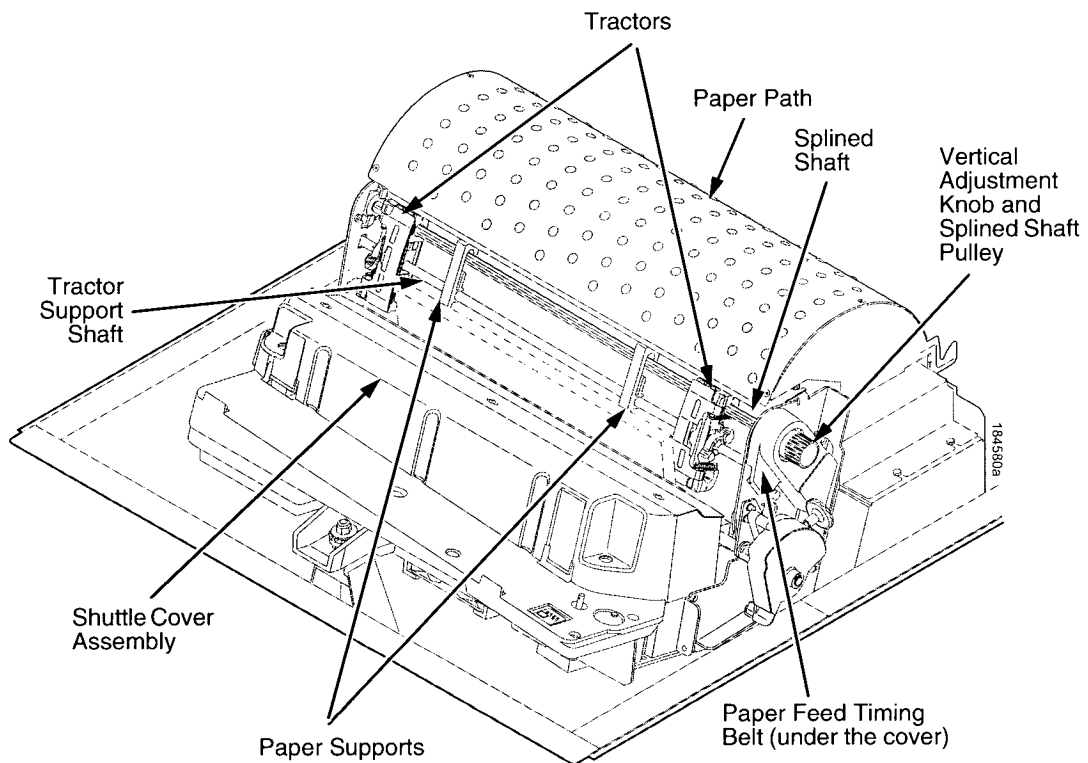 Tractors
Paper Path
Splined
Shaft
Vertical
Adjustment
Knob and
Splined Shaft
Pulley
Tractor
Support
Shaft
184580a
Shuttle Cover
Assembly
Paper Supports
Paper Feed Timing
Belt (under the cover)